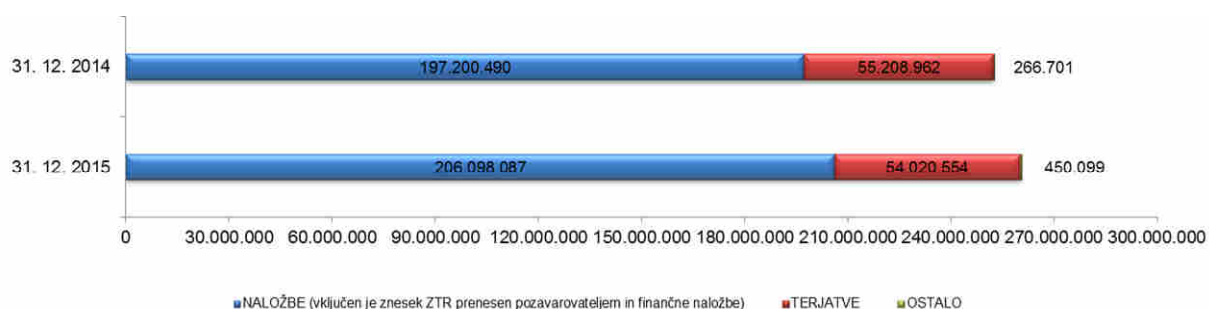 31. 12. 2014 197.200.490 55.208.962 266.701
31. 12. 2015 206.098.087 54.020.554 450.099
0 30.000.000 60.000.000 90.000.000 120.000.000 150.000.000 180.000.000 210.000.000 240.000.000 270.000.000 300.000.000
NALOŽBE (vključen je znesek ZTR prenesen pozavarovateljem in finančne naložbe) TERJATVE OSTALO